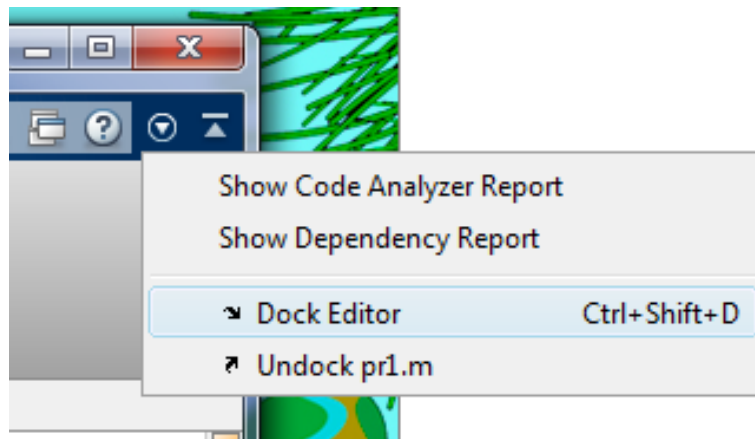 Show Code Analyzer Report
Show Dependency Report
Dock Editor Ctrl+Shift+D
Undock pr1.m